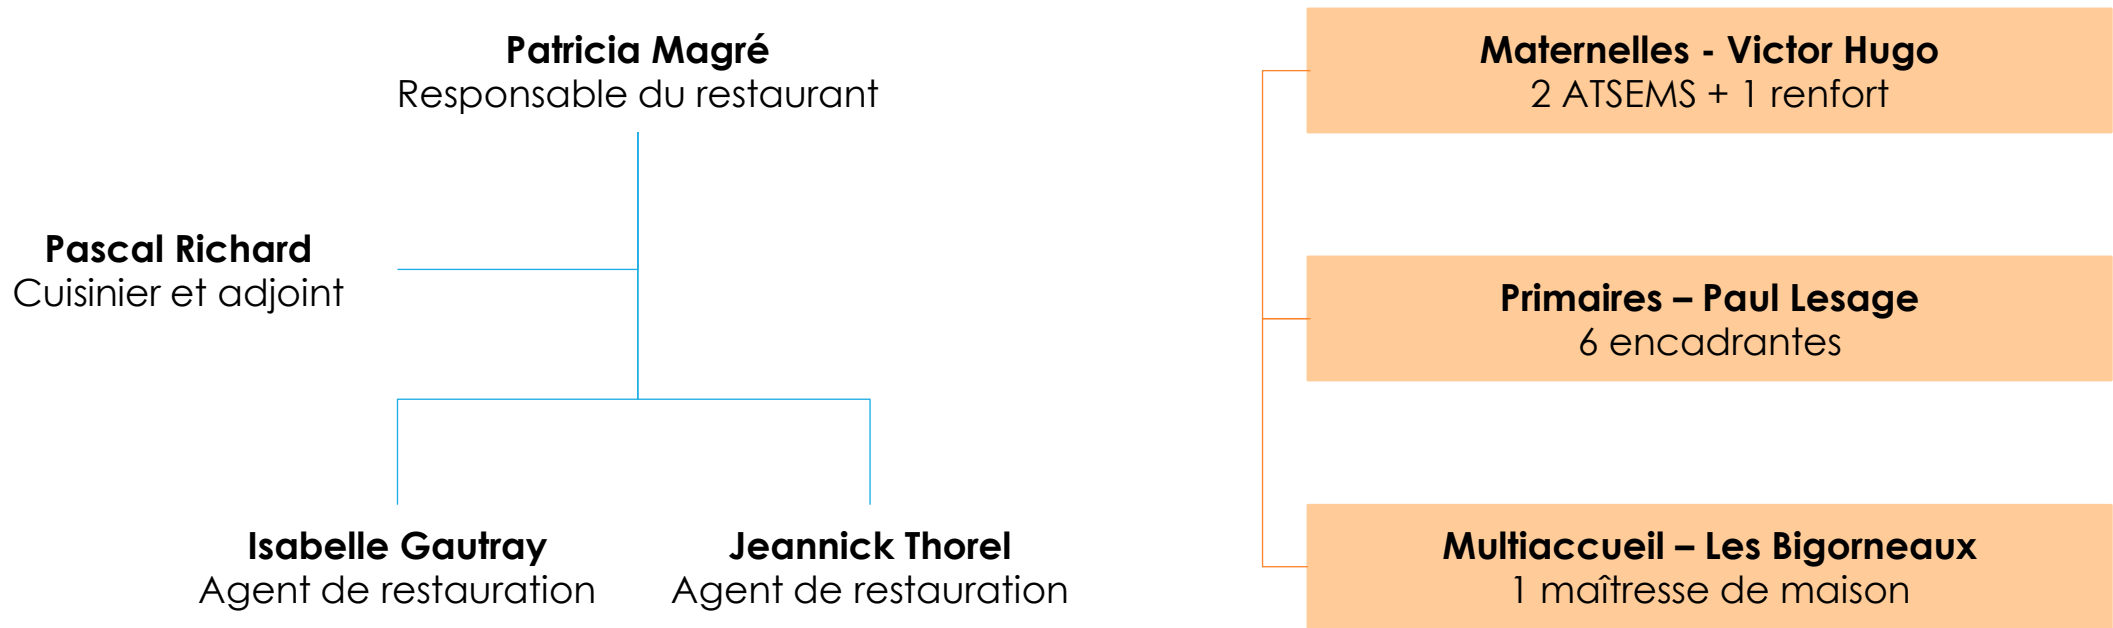 Patricia Magré
Responsable du restaurant
Pascal Richard
Cuisinier et adjoint
Isabelle Gautray
Agent de restauration
Jeannick Thorel
Agent de restauration
Maternelles - Victor Hugo
2 ATSEMS + 1 renfort
Primaires – Paul Lesage
6 encadrantes
Multiaccueil – Les Bigorneaux
1 maîtresse de maison